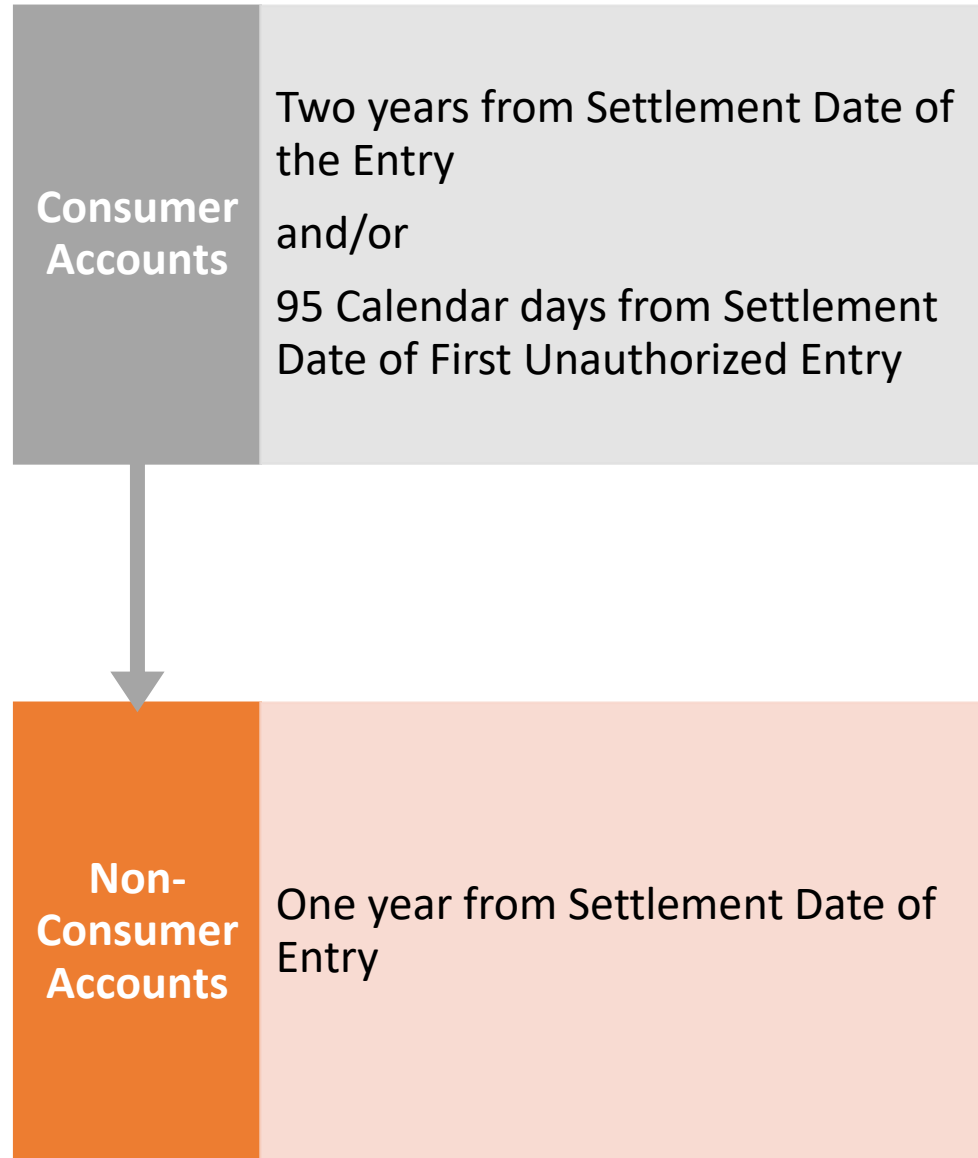 Consumer
Accounts
Two years from Settlement Date of
the Entry
and/or
95 Calendar days from Settlement
Date of First Unauthorized Entry
Non-
Consumer
Accounts
One year from Settlement Date of
Entry